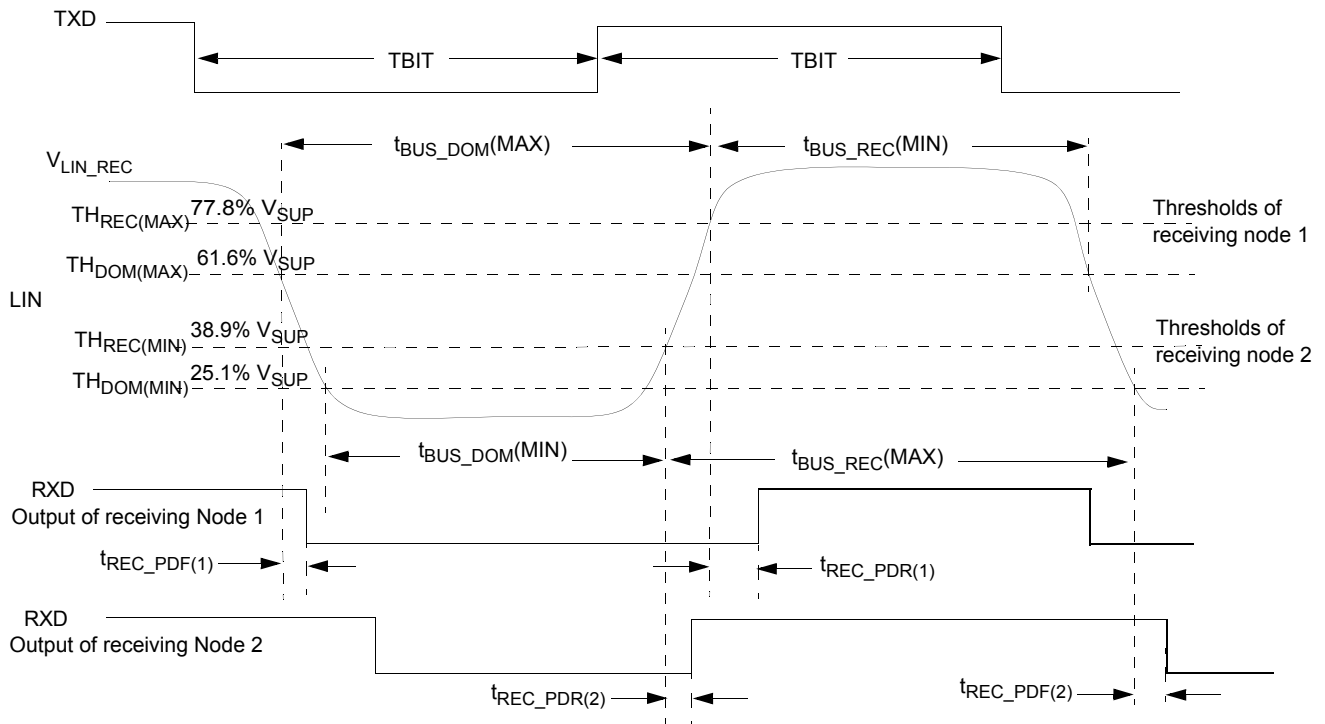 TXD
TBIT
TBIT
tBUS_DOM(MAX)
tBUS_REC(MIN)
VLIN_REC
THREC(MAX) 77.8% VSUP
Thresholds of
receiving node 1
THDOM(MAX) 61.6% VSUP
LIN
THREC(MIN) 38.9% VSUP
Thresholds of
receiving node 2
THDOM(MIN) 25.1% VSUP
tBUS_DOM(MIN)
tBUS_REC(MAX)
RXD
Output of receiving Node 1
tREC_PDF(1)
tREC_PDR(1)
RXD
Output of receiving Node 2
tREC_PDR(2)
tREC_PDF(2)